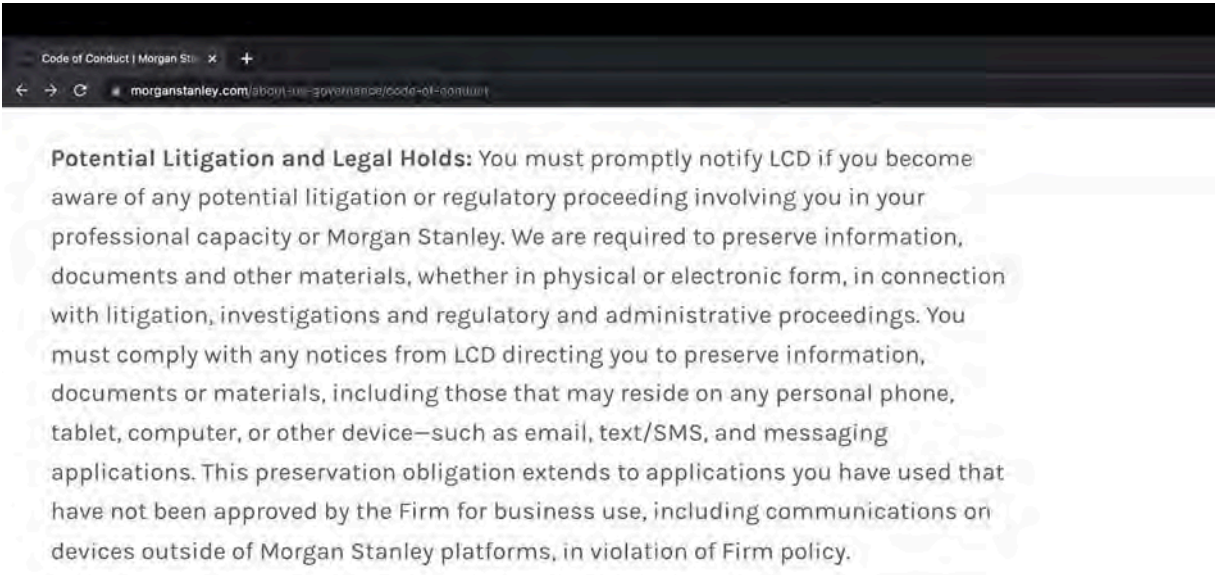 Code of Conduct | Morgan St
morganstanley.com/about-us-governance/code-of-conduct
Potential Litigation and Legal Holds: You must promptly notify LCD if you become
aware of any potential litigation or regulatory proceeding involving you in your
professional capacity or Morgan Stanley. We are required to preserve information,
documents and other materials, whether in physical or electronic form, in connection
with litigation, investigations and regulatory and administrative proceedings. You
must comply with any notices from LCD directing you to preserve information,
documents or materials, including those that may reside on any personal phone,
tablet, computer, or other device—such as email, text/SMS, and messaging
applications. This preservation obligation extends to applications you have used that
have not been approved by the Firm for business use, including communications on
devices outside of Morgan Stanley platforms, in violation of Firm policy.